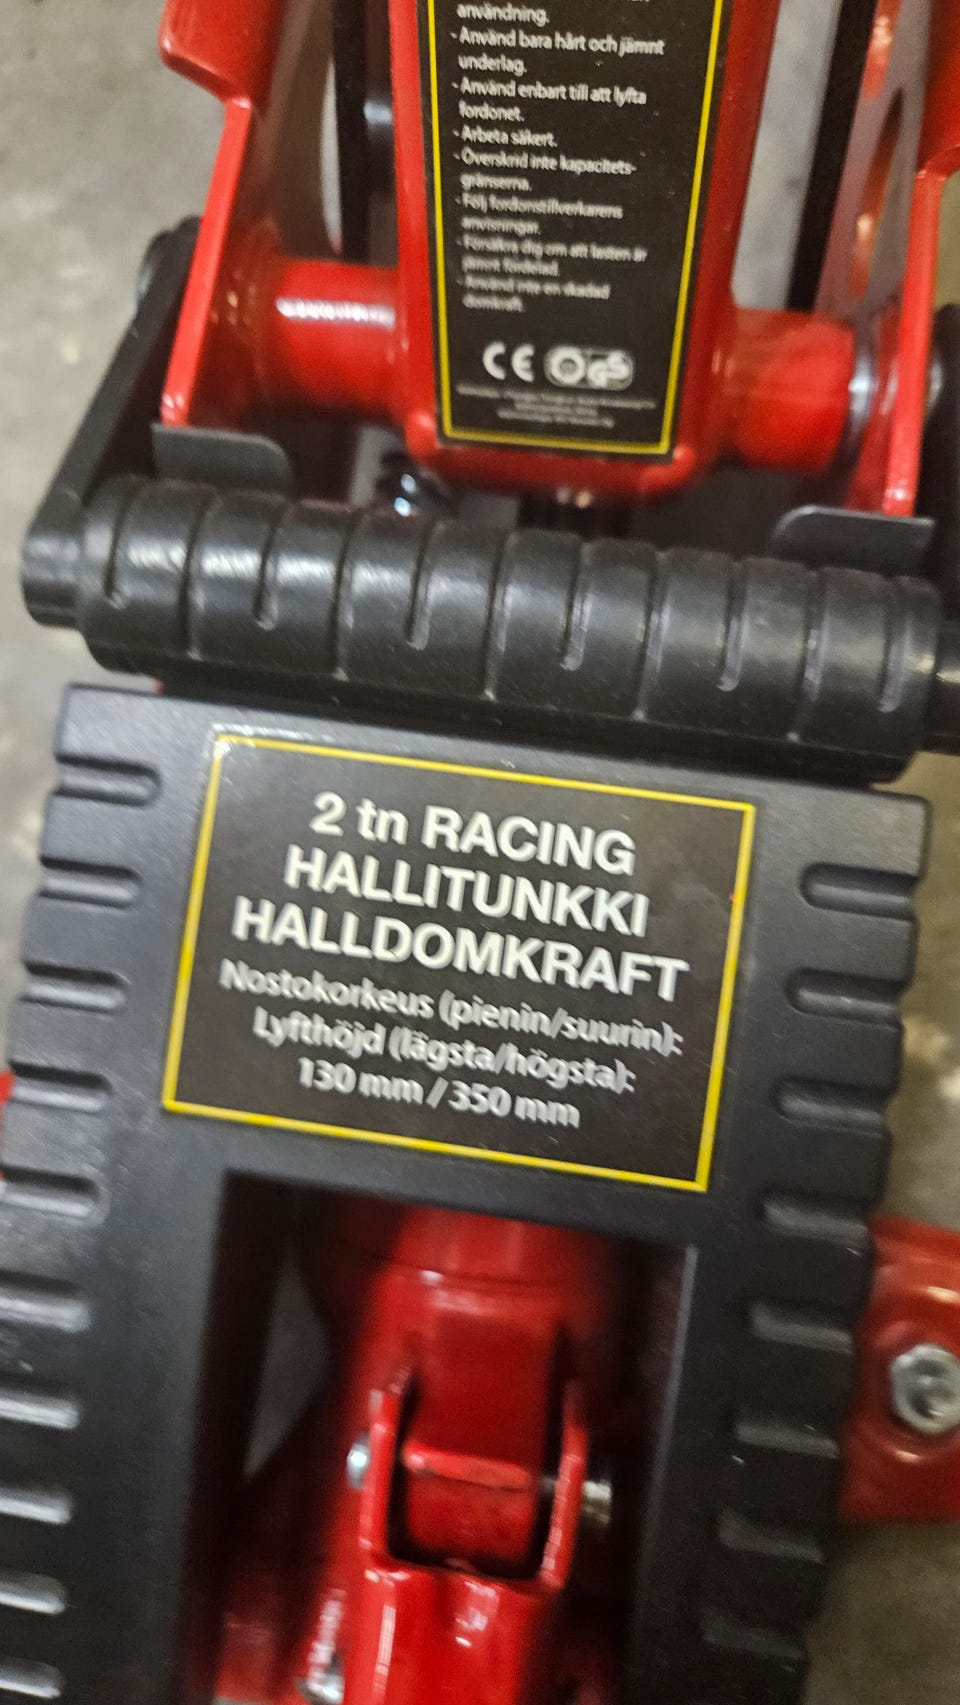 användning.
- Använd bara hårt och jämnt
underlag.
- Använd enbart till att lyfta
fordonet.
- Arbeta säkert.
- Överskrid inte kapacitets-
gränserna.
- Följ fordonstillverkarens
anvisningar.
- Försäkra dig om att lasten är
jämnt fördelad.
- Använd inte en skadad
domkraft.
CE GS
2 tn RACING
HALLITUNKKI
HALLDOMKRAFT
Nostokorkeus (pienin/suurin):
Lyfthöjd (lägsta/högsta):
130 mm / 350 mm